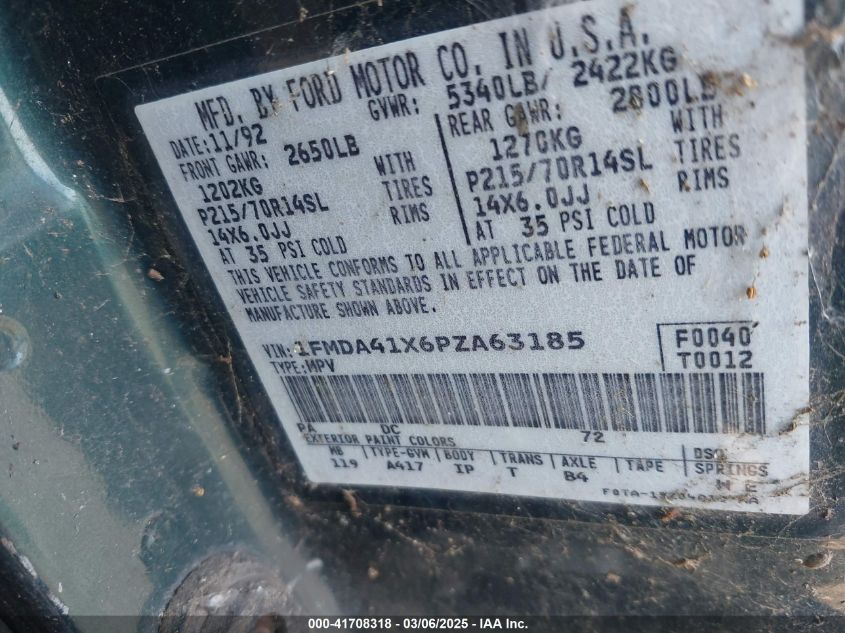 MFD. BY FORD MOTOR CO. IN U.S.A.
DATE: 11/92 GVWR: 5340LB/ 2422KG
FRONT GAWR: 2650LB
1202KG WITH
P215/70R14SL TIRES
14X6.0JJ RIMS
AT 35 PSI COLD
REAR GAWR: 2800LB
1270KG WITH
P215/70R14SL TIRES
14X6.0JJ RIMS
AT 35 PSI COLD
THIS VEHICLE CONFORMS TO ALL APPLICABLE FEDERAL MOTOR
VEHICLE SAFETY STANDARDS IN EFFECT ON THE DATE OF
MANUFACTURE SHOWN ABOVE.
VIN: 1FMDA41X6PZA63185 F0040
TYPE: MPV T0012
PA DC 72
EXTERIOR PAINT COLORS DSO
WB TYPE-GVM BODY TRANS AXLE TAPE SPRINGS
119 A417 IP T B4 W E
000-41708318 - 03/06/2025 - IAA Inc.